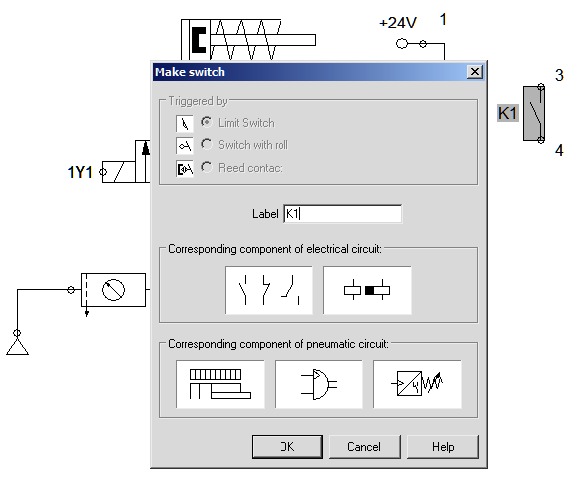 +24V
1
Make switch
3
Triggered by
Limit Switch
K1
Switch with roll
4
Reed contac:
1Y1
Label K1
Corresponding component of electrical circuit:
Corresponding component of pneumatic circuit:
OK Cancel Help